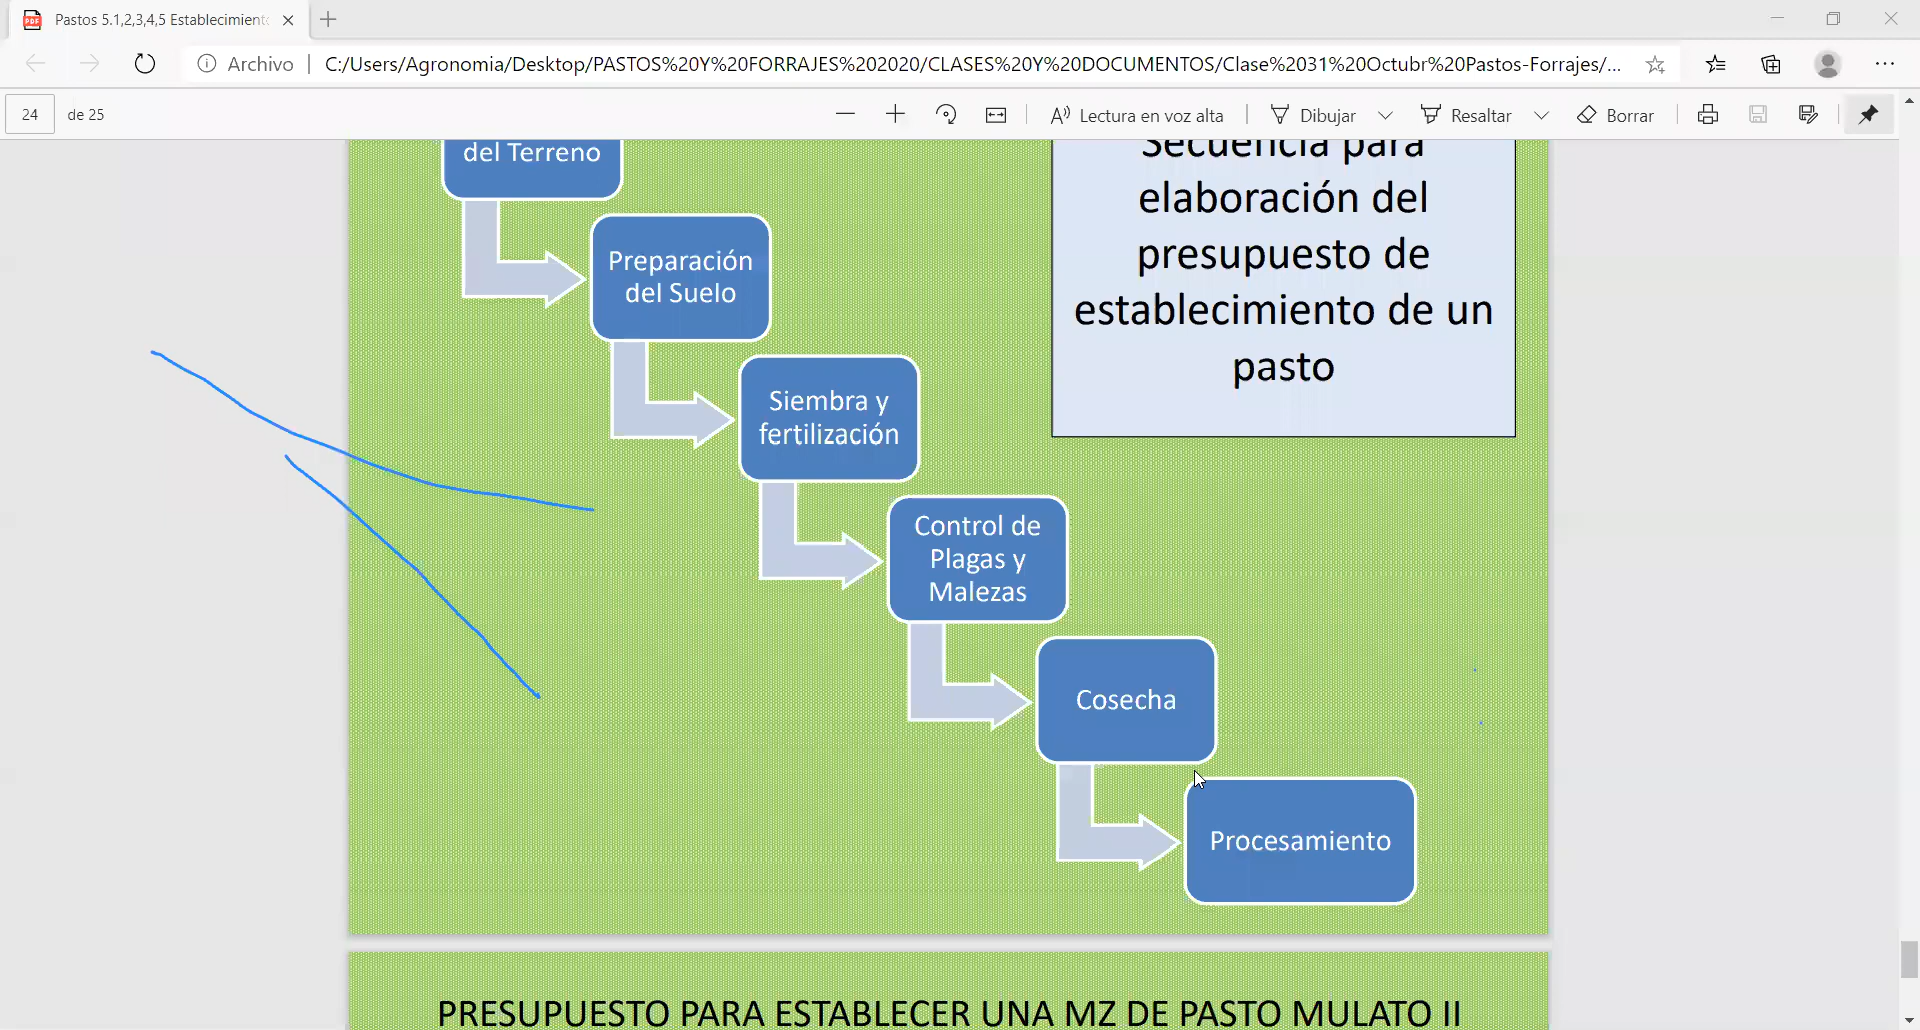 Pastos 5.1,2,3,4,5 Establecimient
Archivo
C:/Users/Agronomia/Desktop/PASTOS%20Y%20FORRAJES%202020/CLASES%20Y%20DOCUMENTOS/Clase%2031%20Octubr%20Pastos-Forrajes/...
24 de 25
Lectura en voz alta
Dibujar
Resaltar
Borrar
del Terreno
Preparación
del Suelo
Siembra y
fertilización
Control de
Plagas y
Malezas
Cosecha
Procesamiento
Secuencia para
elaboración del
presupuesto de
establecimiento de un
pasto
PRESUPUESTO PARA ESTABLECER UNA MZ DE PASTO MULATO II